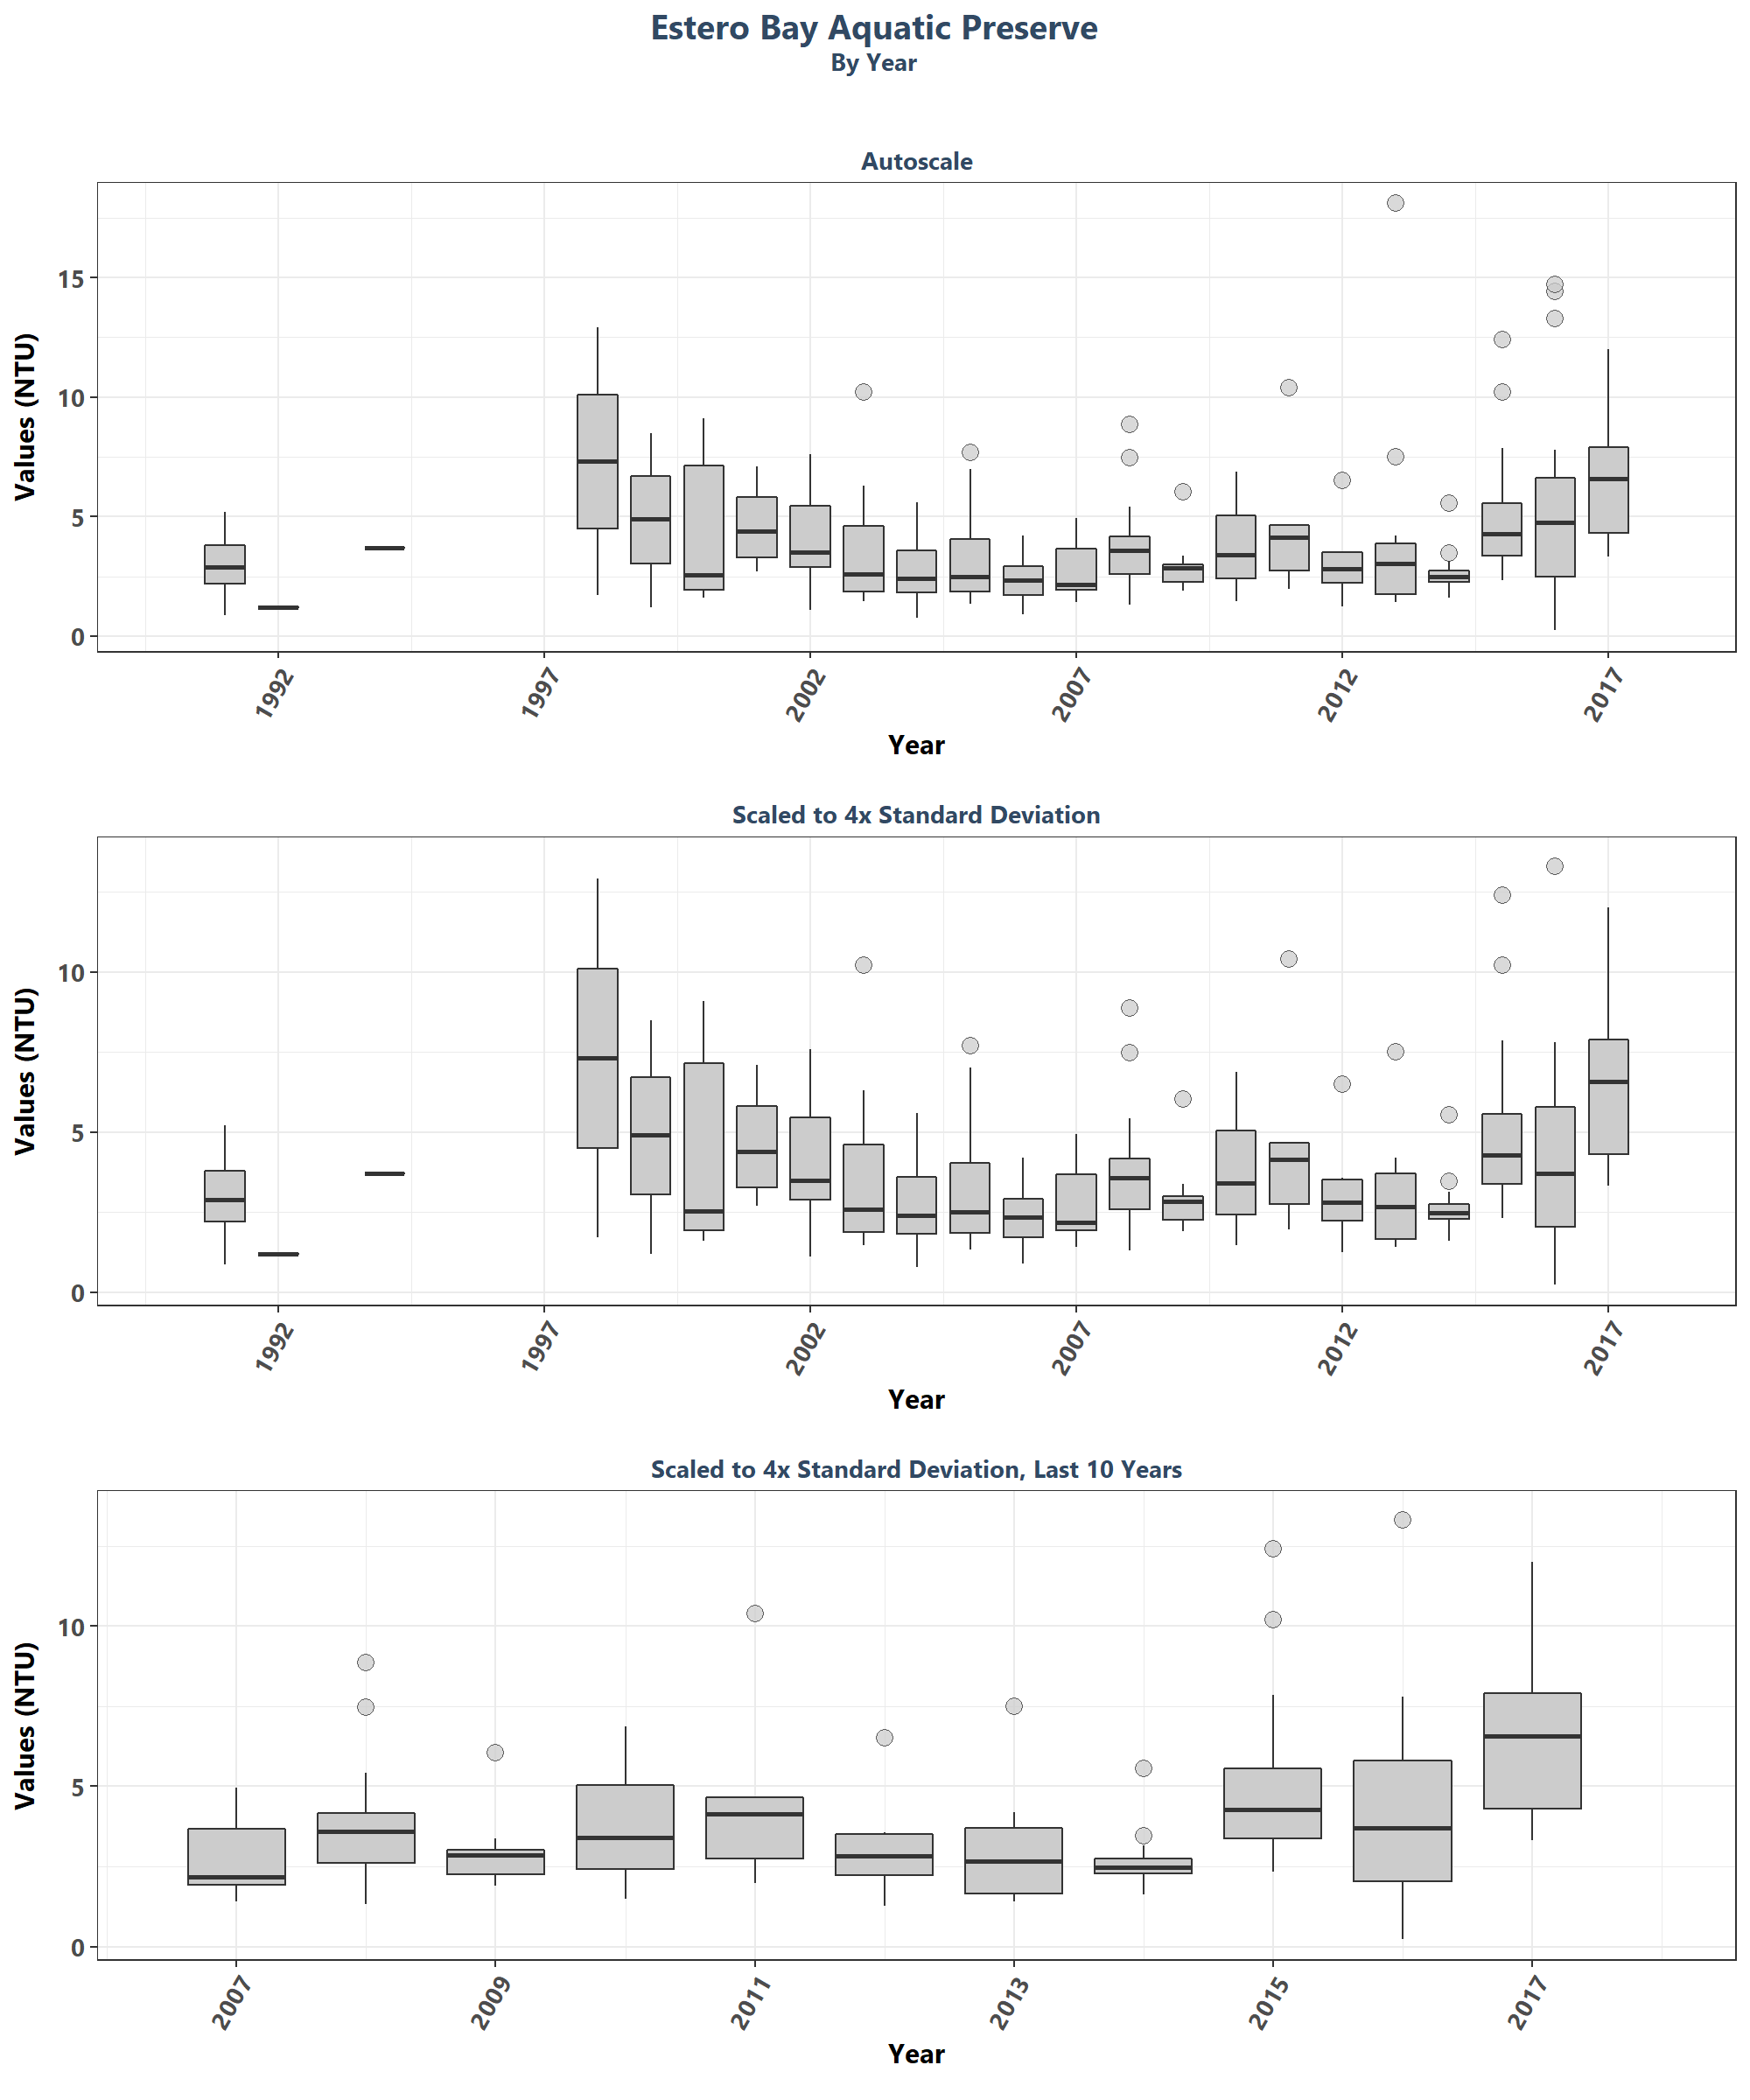 Estero Bay Aquatic Preserve
By Year
Autoscale
Values (NTU)
15
10
5
0
1992 1997 2002 2007 2012 2017
Year
Scaled to 4x Standard Deviation
Values (NTU)
10
5
0
1992 1997 2002 2007 2012 2017
Year
Scaled to 4x Standard Deviation, Last 10 Years
Values (NTU)
10
5
0
2007 2009 2011 2013 2015 2017
Year